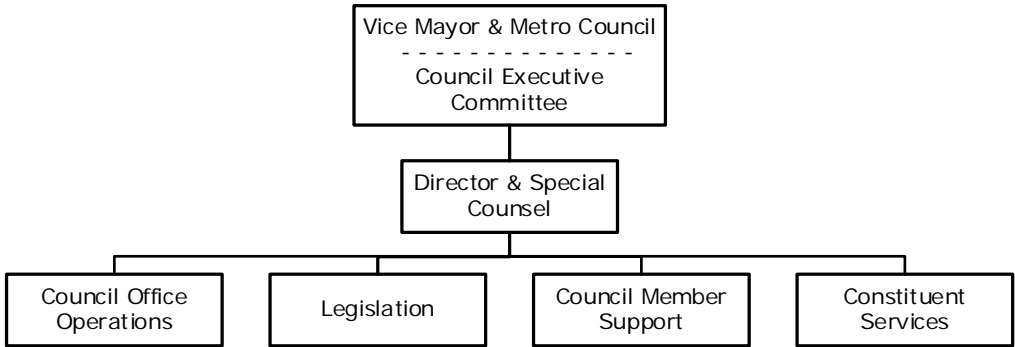 Vice Mayor & Metro Council
- - - - - - - - - - - - - -
Council Executive
Committee
Director & Special
Counsel
Council Office
Operations
Legislation
Council Member
Support
Constituent
Services